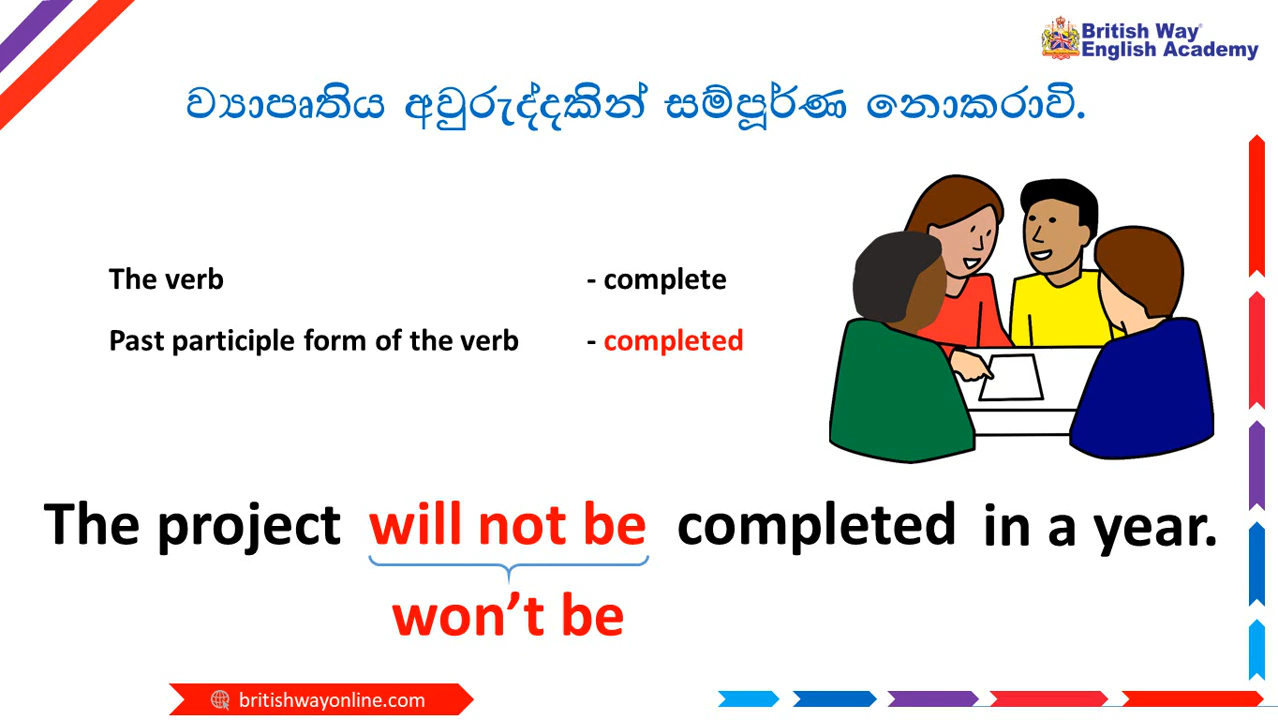 British Way
English Academy
ව්‍යාපෘතිය අවුරුද්දකින් සම්පූර්ණ නොකරාවි.
The verb - complete
Past participle form of the verb - completed
The project will not be completed in a year.
won't be
britishwayonline.com